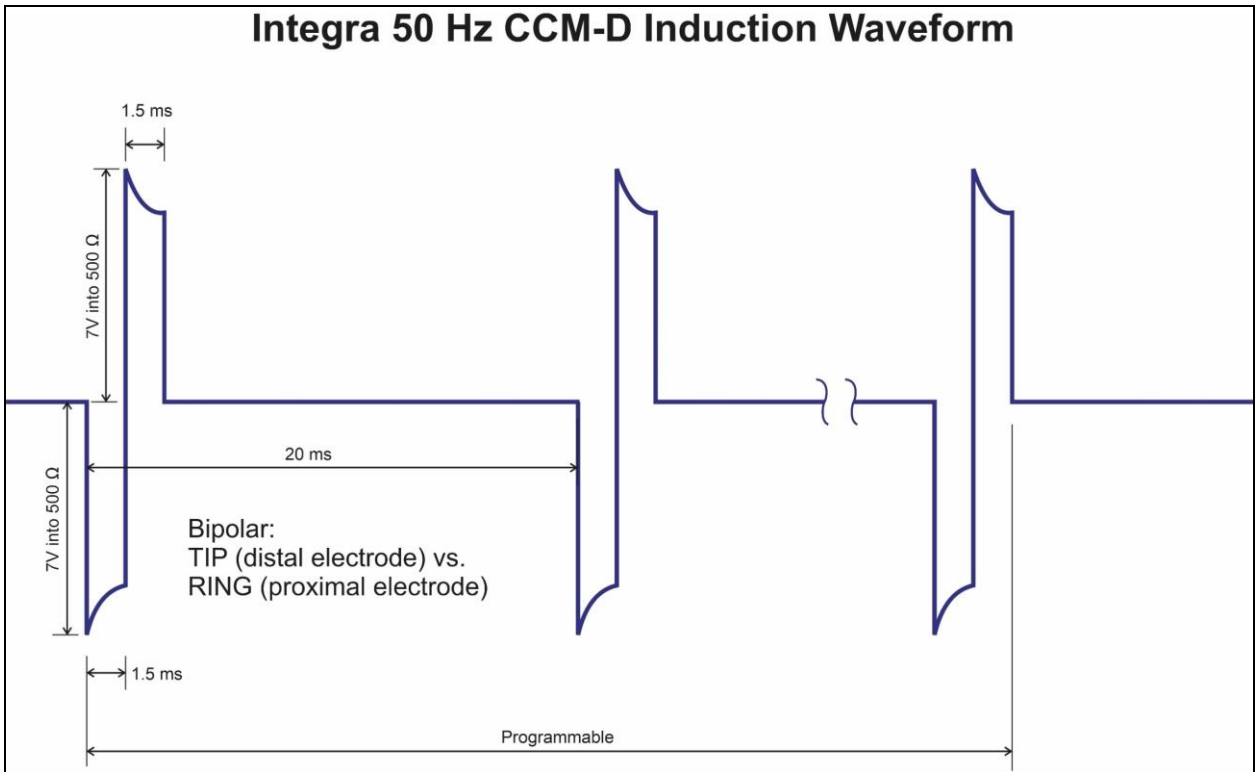 Integra 50 Hz CCM-D Induction Waveform
1.5 ms
7V into 500 Ω
20 ms
7V into 500 Ω
Bipolar:
TIP (distal electrode) vs.
RING (proximal electrode)
1.5 ms
Programmable